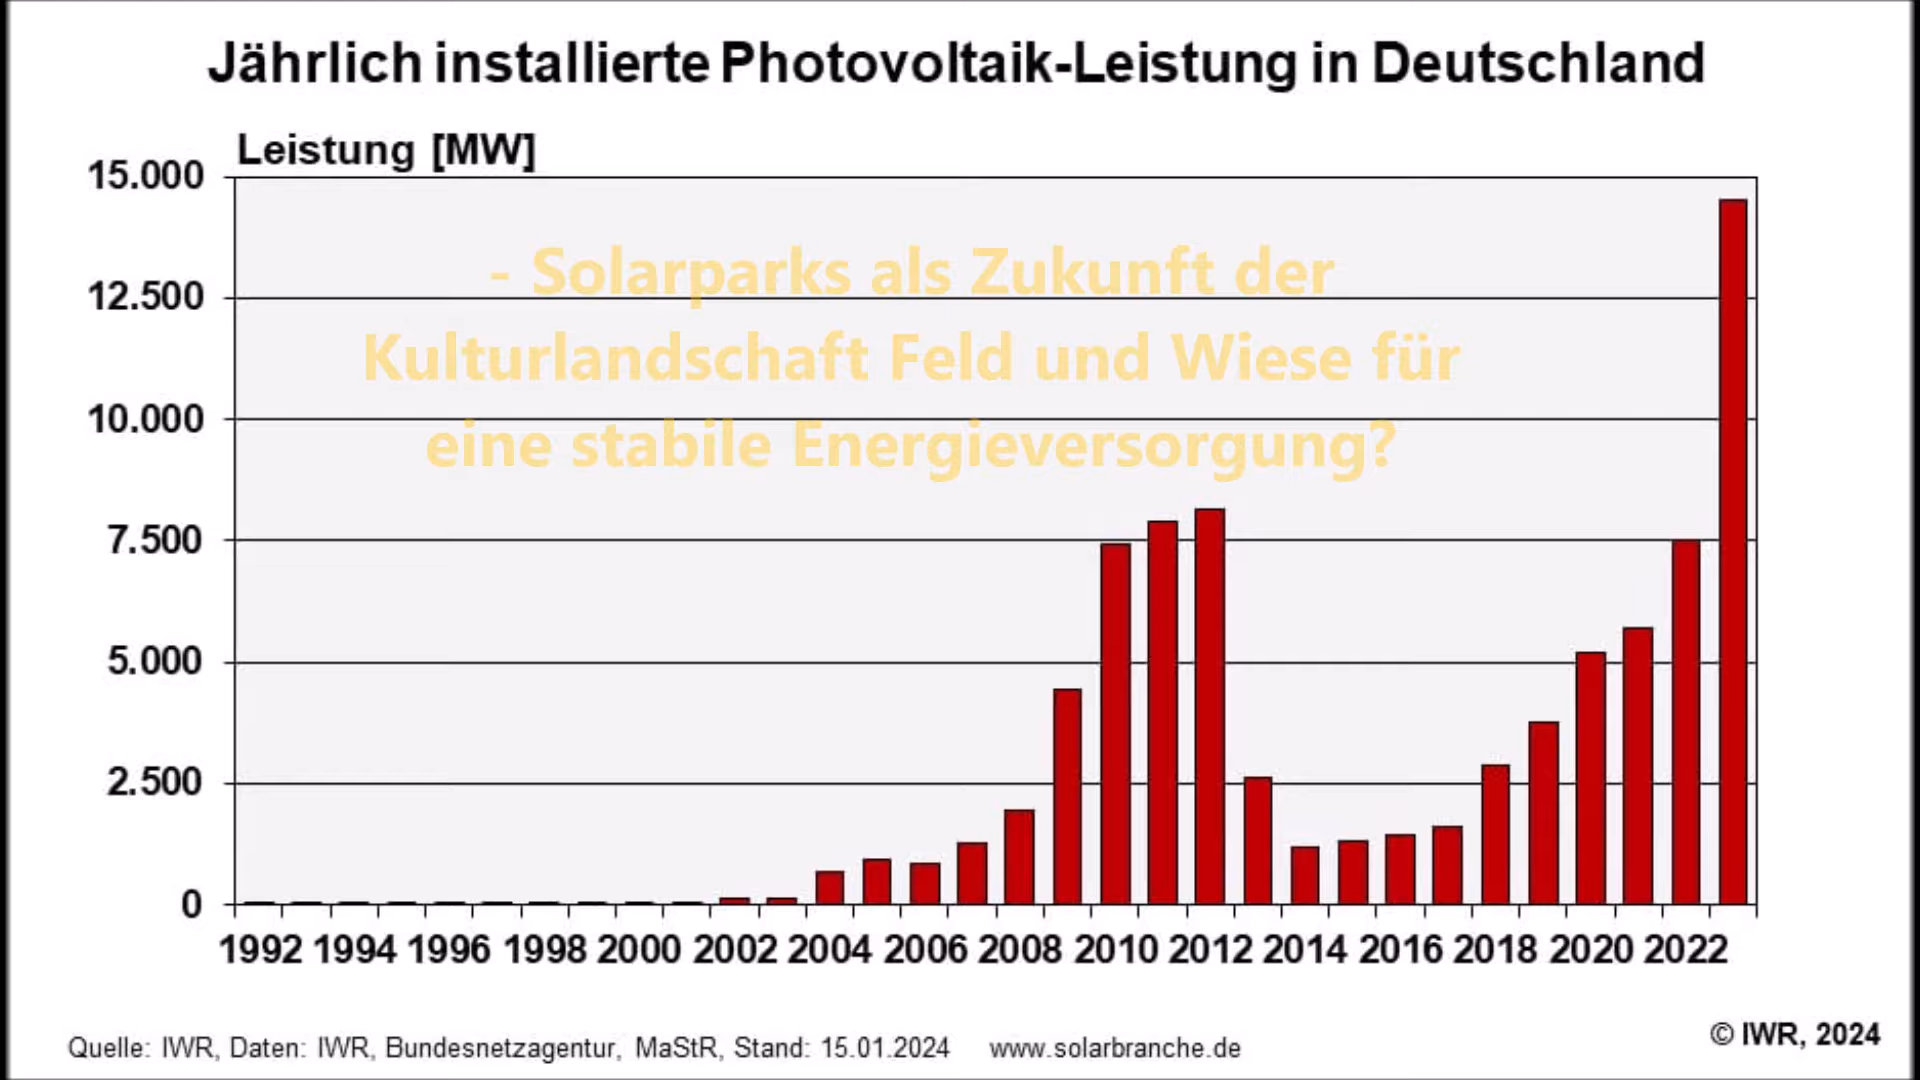 Jährlich installierte Photovoltaik-Leistung in Deutschland
Leistung [MW]
15.000
12.500
10.000
7.500
5.000
2.500
0
- Solarparks als Zukunft der
Kulturlandschaft Feld und Wiese für
eine stabile Energieversorgung?
1992 1994 1996 1998 2000 2002 2004 2006 2008 2010 2012 2014 2016 2018 2020 2022
© IWR, 2024
Quelle: IWR, Daten: IWR, Bundesnetzagentur, MaStR, Stand: 15.01.2024 www.solarbranche.de